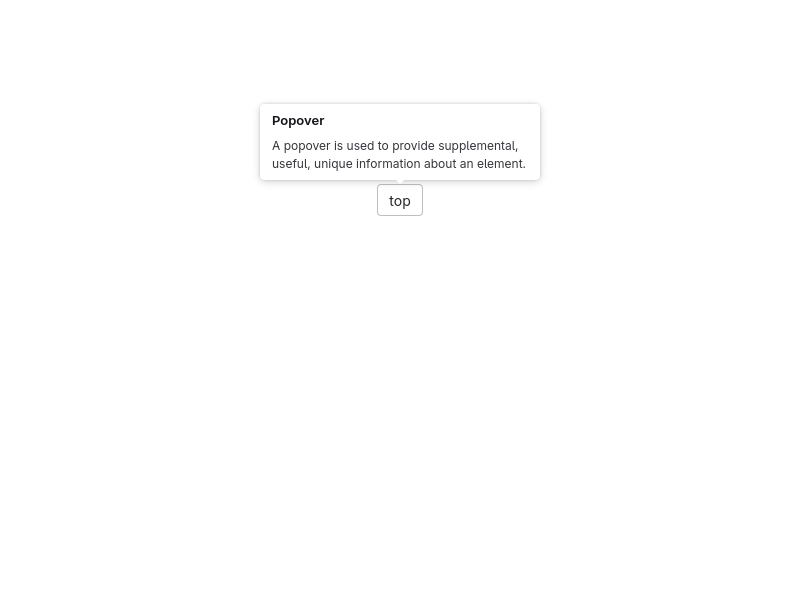 Popover
A popover is used to provide supplemental,
useful, unique information about an element.
top